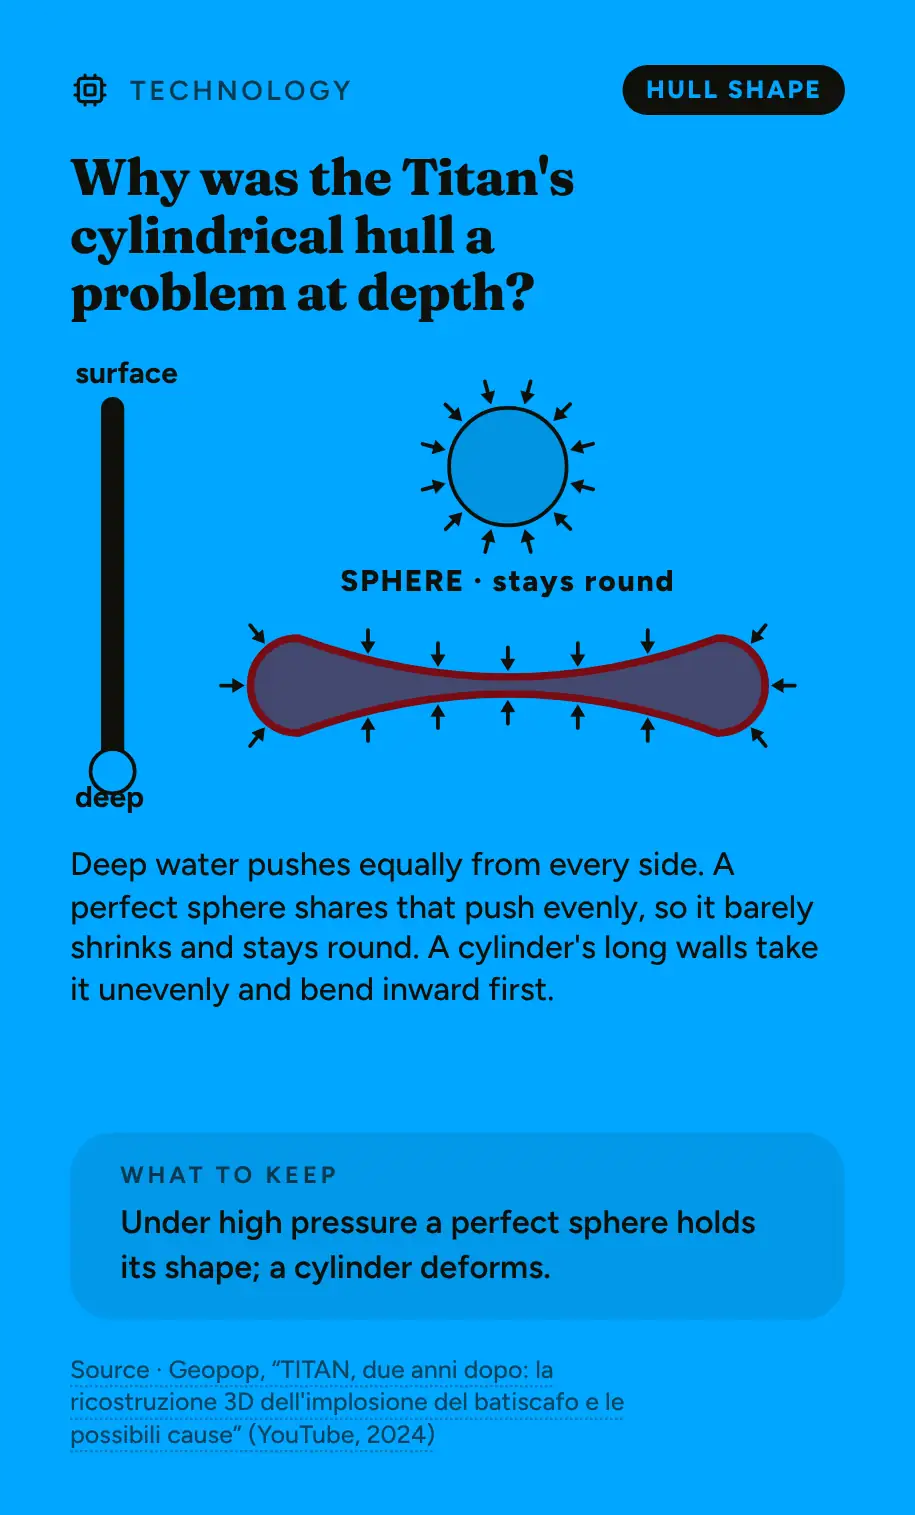 TECHNOLOGY
HULL SHAPE
Why was the Titan's
cylindrical hull a
problem at depth?
surface
SPHERE · stays round
deep
Deep water pushes equally from every side. A
perfect sphere shares that push evenly, so it barely
shrinks and stays round. A cylinder's long walls take
it unevenly and bend inward first.
WHAT TO KEEP
Under high pressure a perfect sphere holds
its shape; a cylinder deforms.
Source · Geopop, “TITAN, due anni dopo: la
ricostruzione 3D dell'implosione del batiscafo e le
possibili cause” (YouTube, 2024)